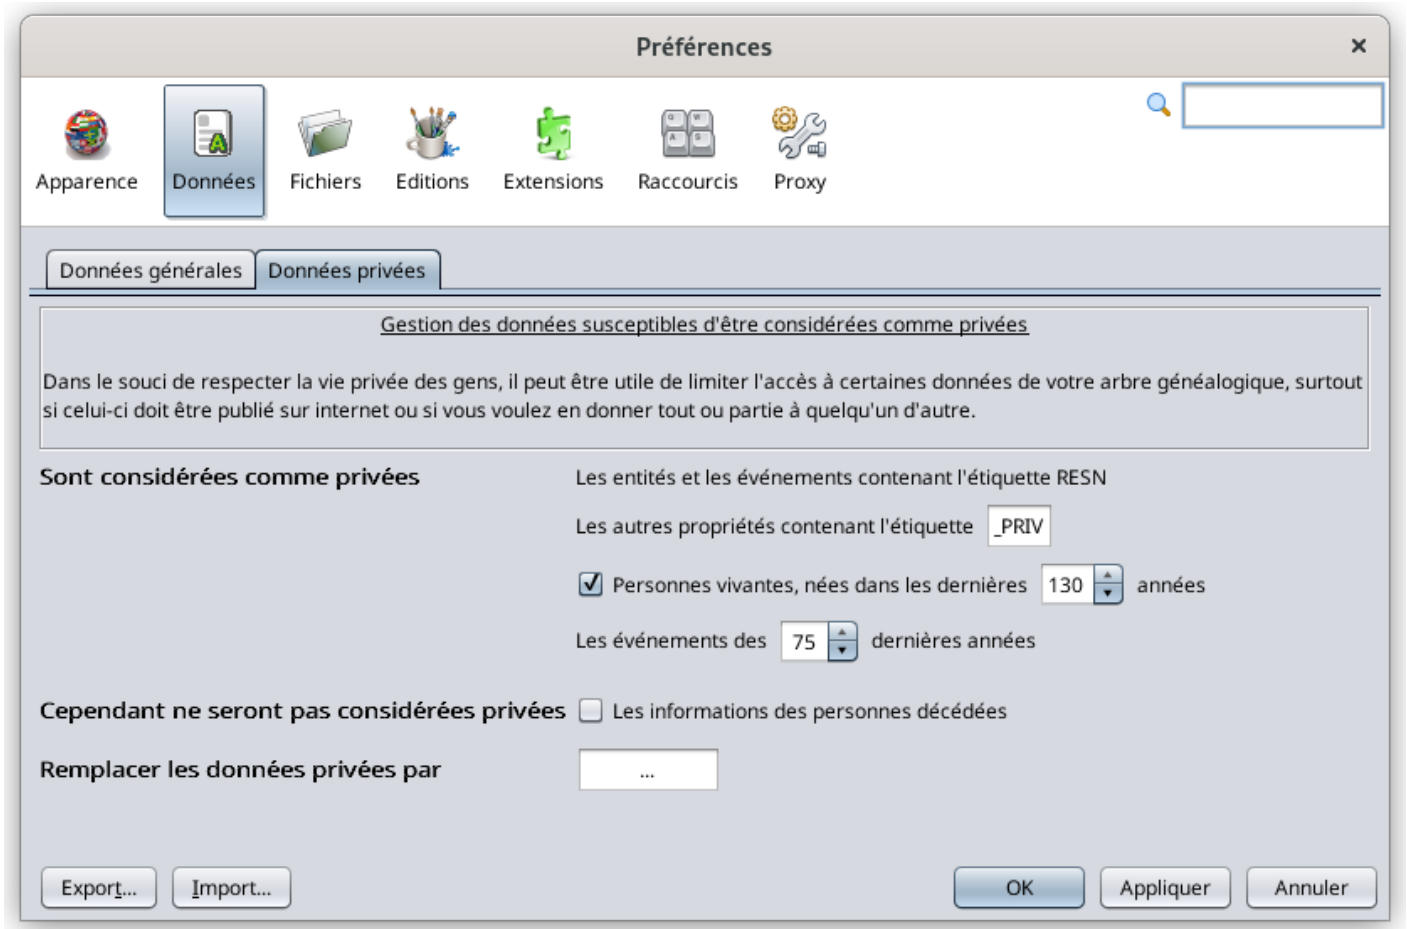 Préférences
Apparence
Données
Fichiers
Editions
Extensions
Raccourcis
Proxy
Données générales
Données privées
Gestion des données susceptibles d'être considérées comme privées
Dans le souci de respecter la vie privée des gens, il peut être utile de limiter l'accès à certaines données de votre arbre généalogique, surtout
si celui-ci doit être publié sur internet ou si vous voulez en donner tout ou partie à quelqu'un d'autre.
Sont considérées comme privées
Les entités et les événements contenant l'étiquette RESN
Les autres propriétés contenant l'étiquette _PRIV
Personnes vivantes, nées dans les dernières 130 années
Les événements des 75 dernières années
Cependant ne seront pas considérées privées
Les informations des personnes décédées
Remplacer les données privées par
...
Export...
Import...
OK
Appliquer
Annuler